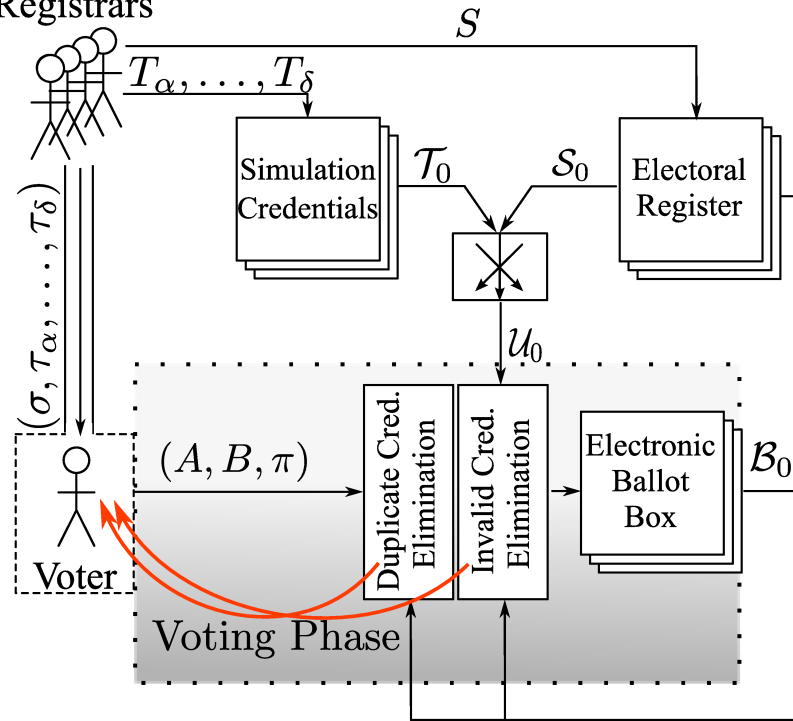 Registrars
S
T_α, . . . , T_δ
Simulation
Credentials
𝒯_0
𝒮_0
Electoral
Register
(σ, τ_α, . . . , τ_δ)
𝒰_0
(A, B, π)
Duplicate Cred.
Elimination
Invalid Cred.
Elimination
Electronic
Ballot
Box
ℬ_0
Voter
Voting Phase